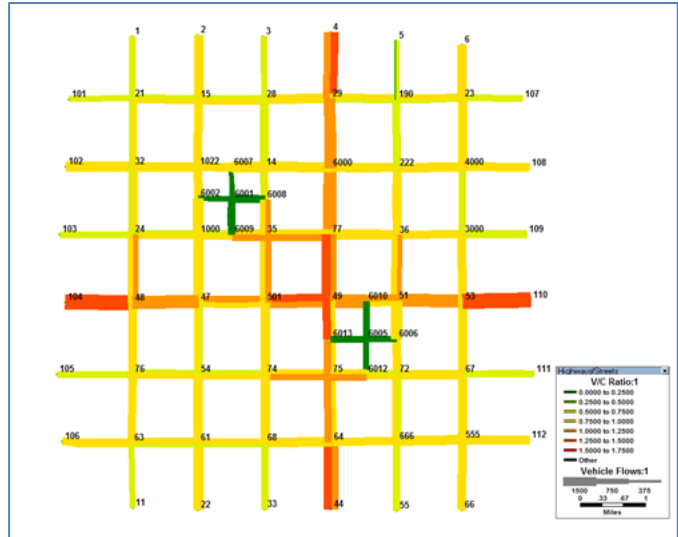 1 2 3 4 5 6
21 15 28 29 190 23
101 107
102 32 1022 6007 14 6000 222 4000 108
6002 6001 6008
103 24 1000 6009 35 77 36 3000 109
104 48 47 501 49 6010 51 53 110
6013 6005 6006
105 76 54 74 75 6012 72 67 111
106 63 61 68 64 666 555 112
11 22 33 44 55 66
Highways/Streets
V/C Ratio:1
0.0000 to 0.2500
0.2500 to 0.5000
0.5000 to 0.7500
0.7500 to 1.0000
1.0000 to 1.2500
1.2500 to 1.5000
1.5000 to 1.7500
Other
Vehicle Flows:1
1500 750 375
0 .33 .67 1
Miles